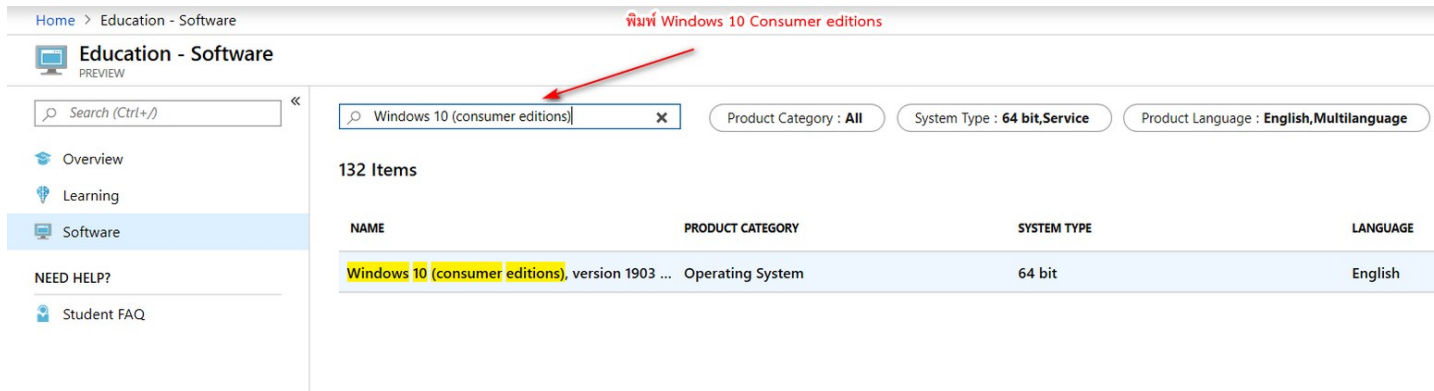 Home > Education - Software
พิมพ์ Windows 10 Consumer editions
Education - Software
PREVIEW
Search (Ctrl+/)
«
Overview
Learning
Software
NEED HELP?
Student FAQ
Windows 10 (consumer editions)
Product Category : All
System Type : 64 bit,Service
Product Language : English,Multilanguage
132 Items
NAME PRODUCT CATEGORY SYSTEM TYPE LANGUAGE
Windows 10 (consumer editions), version 1903 ... Operating System 64 bit English